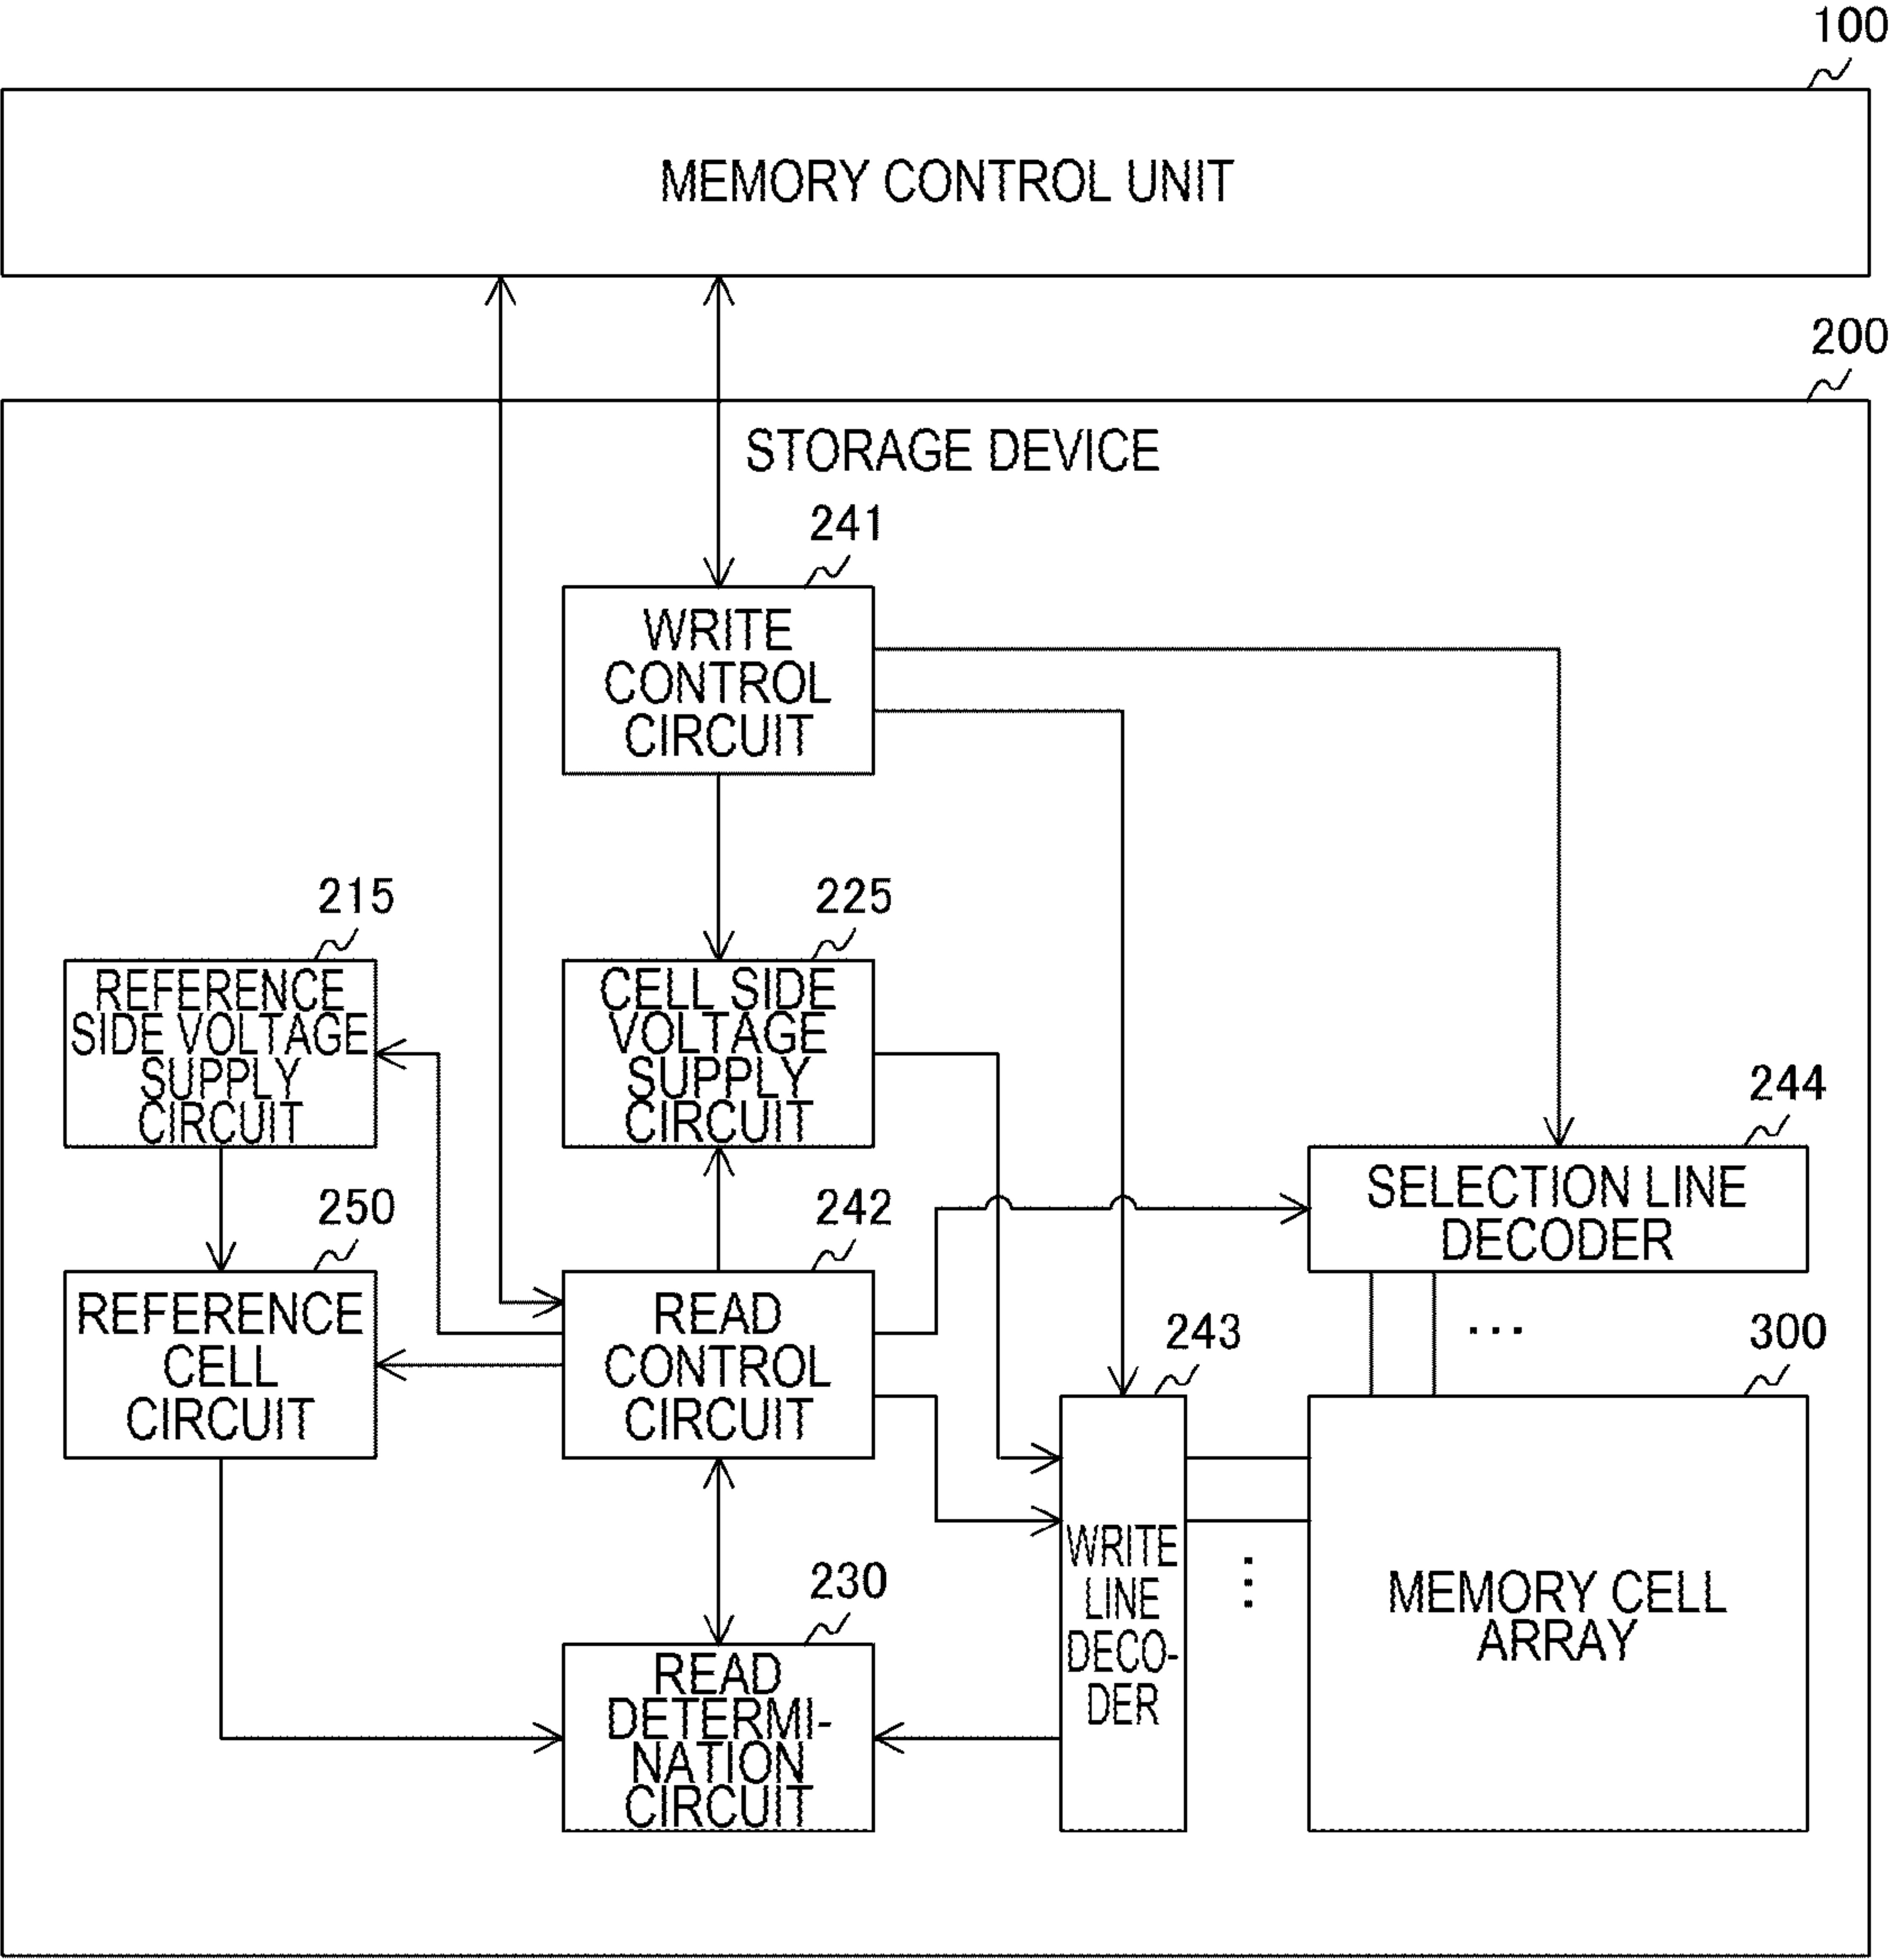 100
MEMORY CONTROL UNIT
200
STORAGE DEVICE
241
WRITE
CONTROL
CIRCUIT
215
REFERENCE
SIDE VOLTAGE
SUPPLY
CIRCUIT
225
CELL SIDE
VOLTAGE
SUPPLY
CIRCUIT
244
SELECTION LINE
DECODER
250
REFERENCE
CELL
CIRCUIT
242
READ
CONTROL
CIRCUIT
243
WRITE
LINE
DECO-
DER
...
300
MEMORY CELL
ARRAY
...
230
READ
DETERMI-
NATION
CIRCUIT